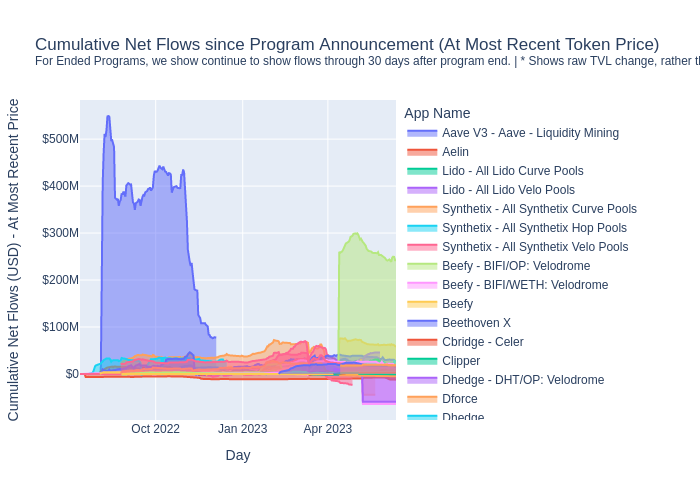 Cumulative Net Flows since Program Announcement (At Most Recent Token Price)
For Ended Programs, we show continue to show flows through 30 days after program end. | * Shows raw TVL change, rather
Cumulative Net Flows (USD) - At Most Recent Price
$500M
$400M
$300M
$200M
$100M
$0
Oct 2022
Jan 2023
Apr 2023
Day
App Name
Aave V3 - Aave - Liquidity Mining
Aelin
Lido - All Lido Curve Pools
Lido - All Lido Velo Pools
Synthetix - All Synthetix Curve Pools
Synthetix - All Synthetix Hop Pools
Synthetix - All Synthetix Velo Pools
Beefy - BIFI/OP: Velodrome
Beefy - BIFI/WETH: Velodrome
Beefy
Beethoven X
Cbridge - Celer
Clipper
Dhedge - DHT/OP: Velodrome
Dforce
Dhedge